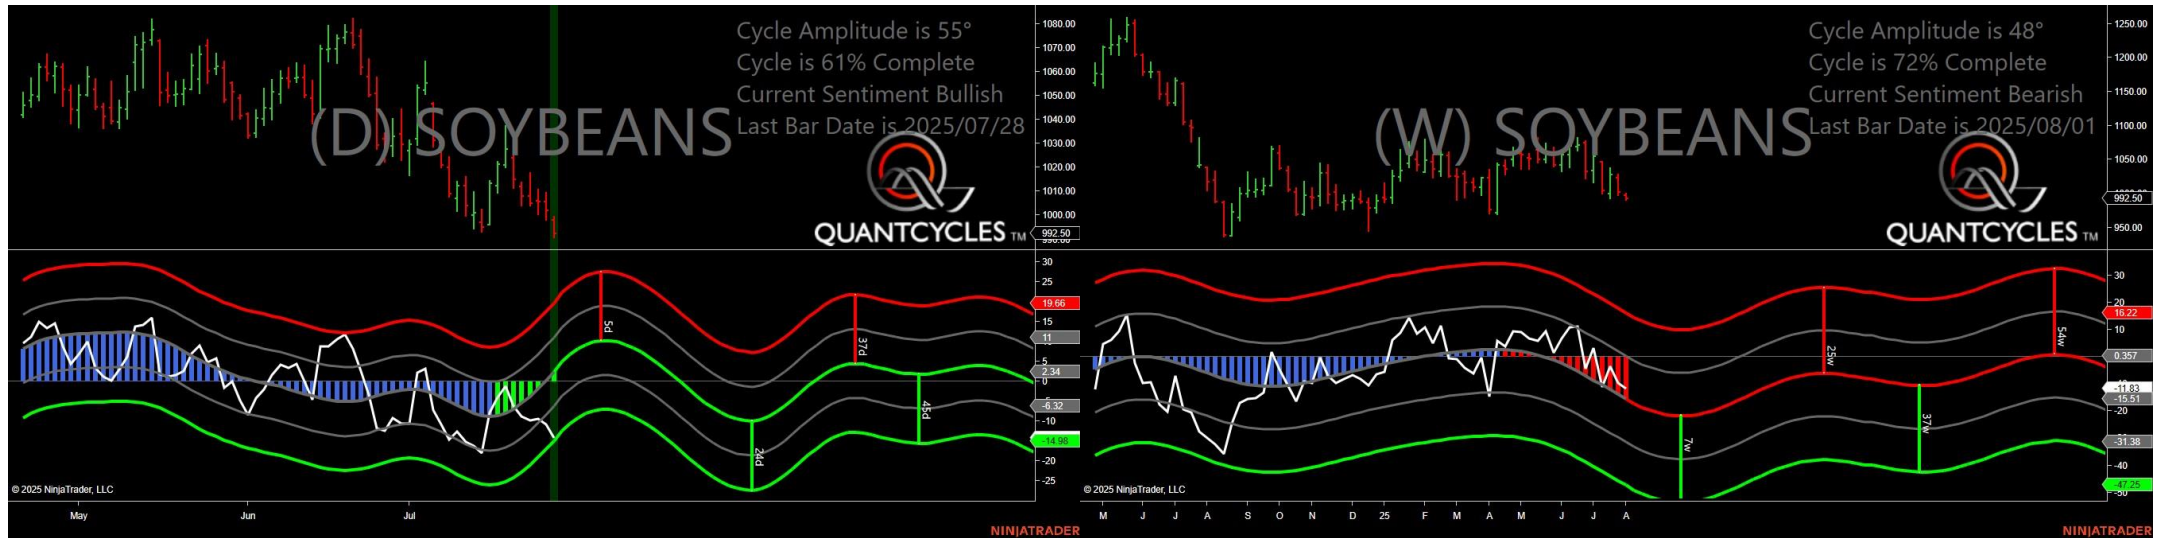 Cycle Amplitude is 55°
Cycle is 61% Complete
Current Sentiment Bullish
Last Bar Date is 2025/07/28
(D) SOYBEANS
QUANTCYCLES TM
1080.00
1070.00
1060.00
1050.00
1040.00
1030.00
1020.00
1010.00
1000.00
992.50
30
25
19.66
15
11
5
2.34
0
-6.32
-10
-14.98
-20
-25
5d
37d
24d
45d
© 2025 NinjaTrader, LLC
May Jun Jul
NINJATRADER
Cycle Amplitude is 48°
Cycle is 72% Complete
Current Sentiment Bearish
Last Bar Date is 2025/08/01
(W) SOYBEANS
QUANTCYCLES TM
1250.00
1200.00
1150.00
1100.00
1050.00
992.50
950.00
30
20
16.22
10
0.357
-11.83
-15.51
-20
-31.38
-40
-47.25
-50
25w
54w
7w
37w
© 2025 NinjaTrader, LLC
M J J A S O N D 25 F M A M J J A
NINJATRADER